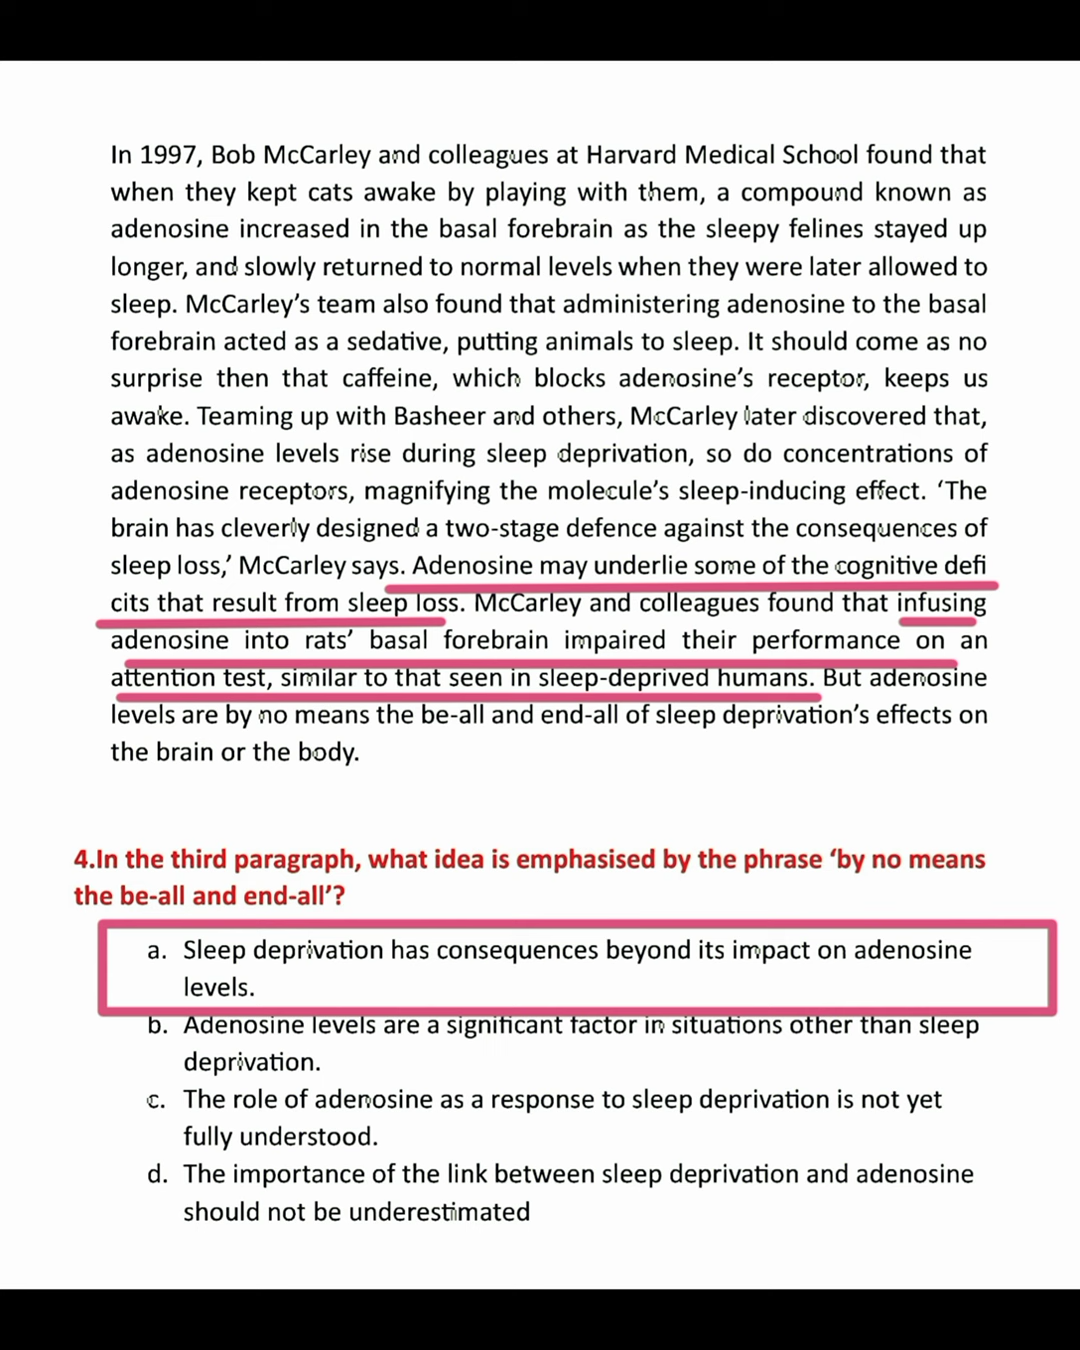 In 1997, Bob McCarley and colleagues at Harvard Medical School found that
when they kept cats awake by playing with them, a compound known as
adenosine increased in the basal forebrain as the sleepy felines stayed up
longer, and slowly returned to normal levels when they were later allowed to
sleep. McCarley’s team also found that administering adenosine to the basal
forebrain acted as a sedative, putting animals to sleep. It should come as no
surprise then that caffeine, which blocks adenosine’s receptor, keeps us
awake. Teaming up with Basheer and others, McCarley later discovered that,
as adenosine levels rise during sleep deprivation, so do concentrations of
adenosine receptors, magnifying the molecule’s sleep-inducing effect. ‘The
brain has cleverly designed a two-stage defence against the consequences of
sleep loss,’ McCarley says. Adenosine may underlie some of the cognitive defi
cits that result from sleep loss. McCarley and colleagues found that infusing
adenosine into rats’ basal forebrain impaired their performance on an
attention test, similar to that seen in sleep-deprived humans. But adenosine
levels are by no means the be-all and end-all of sleep deprivation’s effects on
the brain or the body.
4.In the third paragraph, what idea is emphasised by the phrase ‘by no means
the be-all and end-all’?
a. Sleep deprivation has consequences beyond its impact on adenosine
levels.
b. Adenosine levels are a significant factor in situations other than sleep
deprivation.
c. The role of adenosine as a response to sleep deprivation is not yet
fully understood.
d. The importance of the link between sleep deprivation and adenosine
should not be underestimated